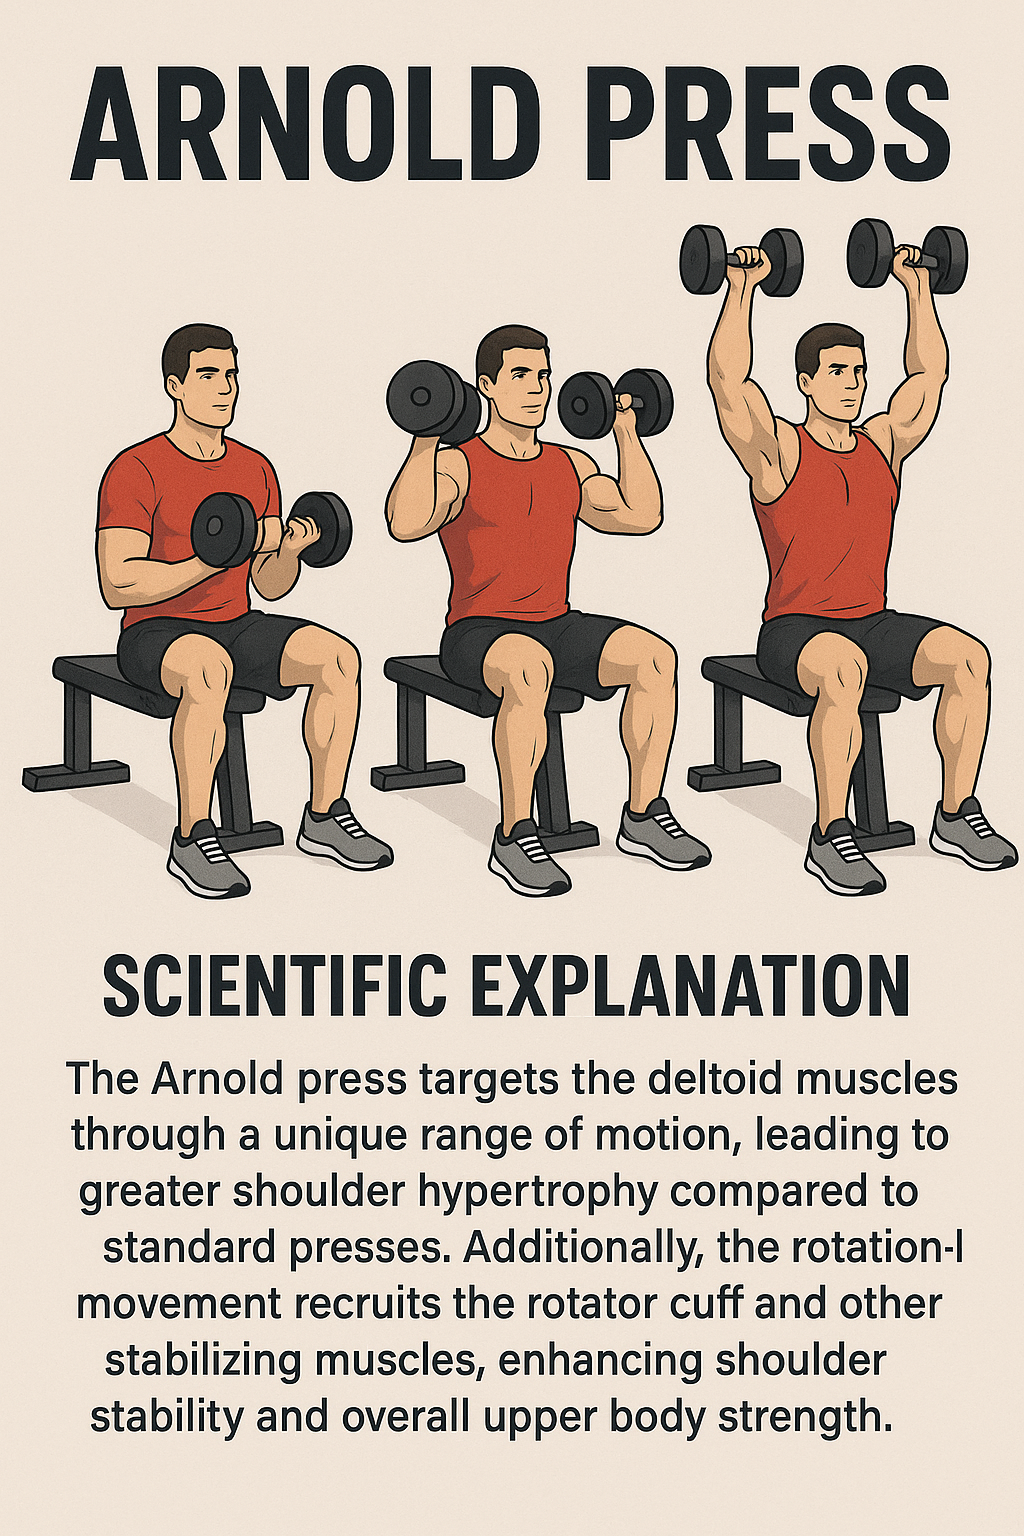 ARNOLD PRESS
SCIENTIFIC EXPLANATION
The Arnold press targets the deltoid muscles
through a unique range of motion, leading to
greater shoulder hypertrophy compared to
standard presses. Additionally, the rotation-l
movement recruits the rotator cuff and other
stabilizing muscles, enhancing shoulder
stability and overall upper body strength.